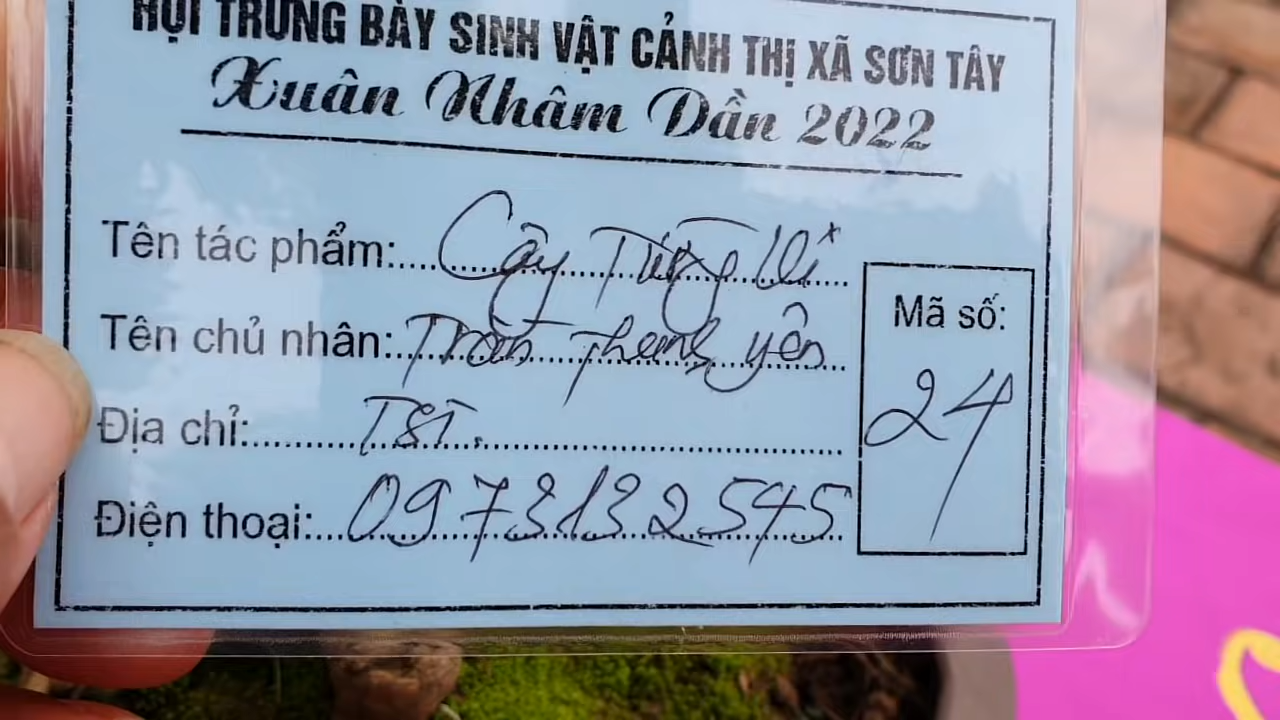 HỘI TRƯNG BÀY SINH VẬT CẢNH THỊ XÃ SƠN TÂY
Xuân Nhâm Dần 2022
Tên tác phẩm: Cây Tùng
Tên chủ nhân: Trần Thanh Yên
Địa chỉ:
Điện thoại: 0973132545
Mã số:
24